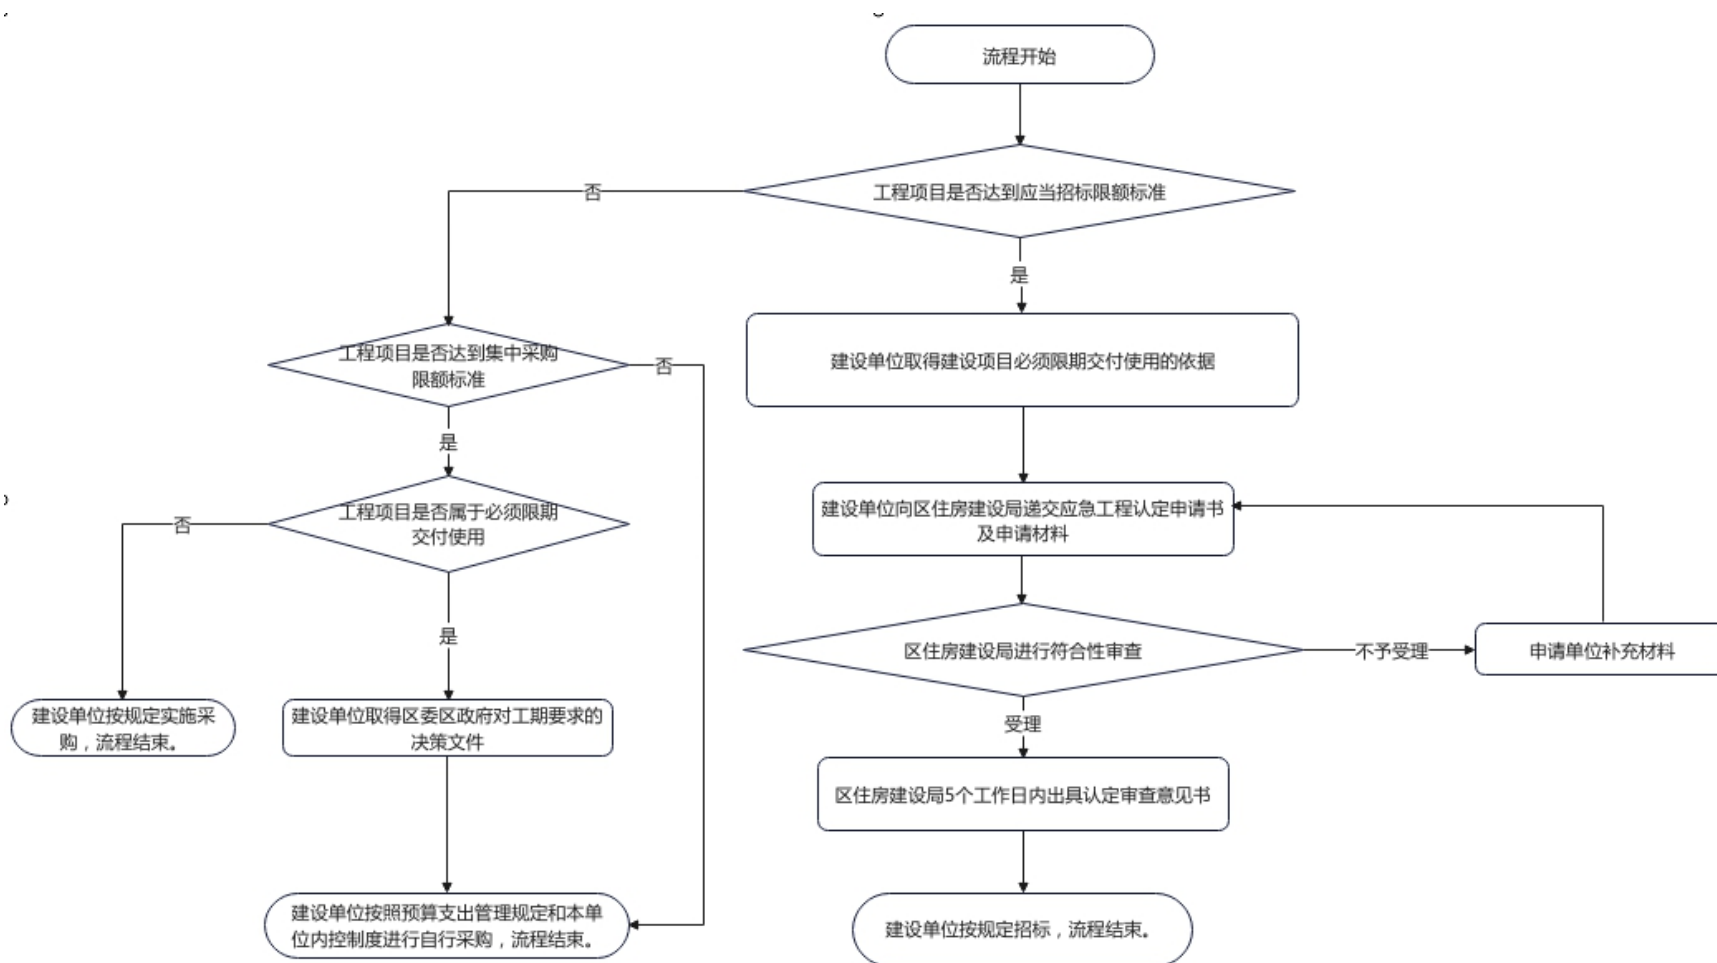 流程开始
工程项目是否达到应当招标限额标准
否
是
工程项目是否达到集中采购
限额标准
否
建设单位取得建设项目必须限期交付使用的依据
是
工程项目是否属于必须限期
交付使用
否
建设单位向区住房建设局递交应急工程认定申请书
及申请材料
是
区住房建设局进行符合性审查
不予受理
申请单位补充材料
建设单位按规定实施采
购，流程结束。
建设单位取得区委区政府对工期要求的
决策文件
受理
区住房建设局5个工作日内出具认定审查意见书
建设单位按照预算支出管理规定和本单
位内控制度进行自行采购，流程结束。
建设单位按规定招标，流程结束。